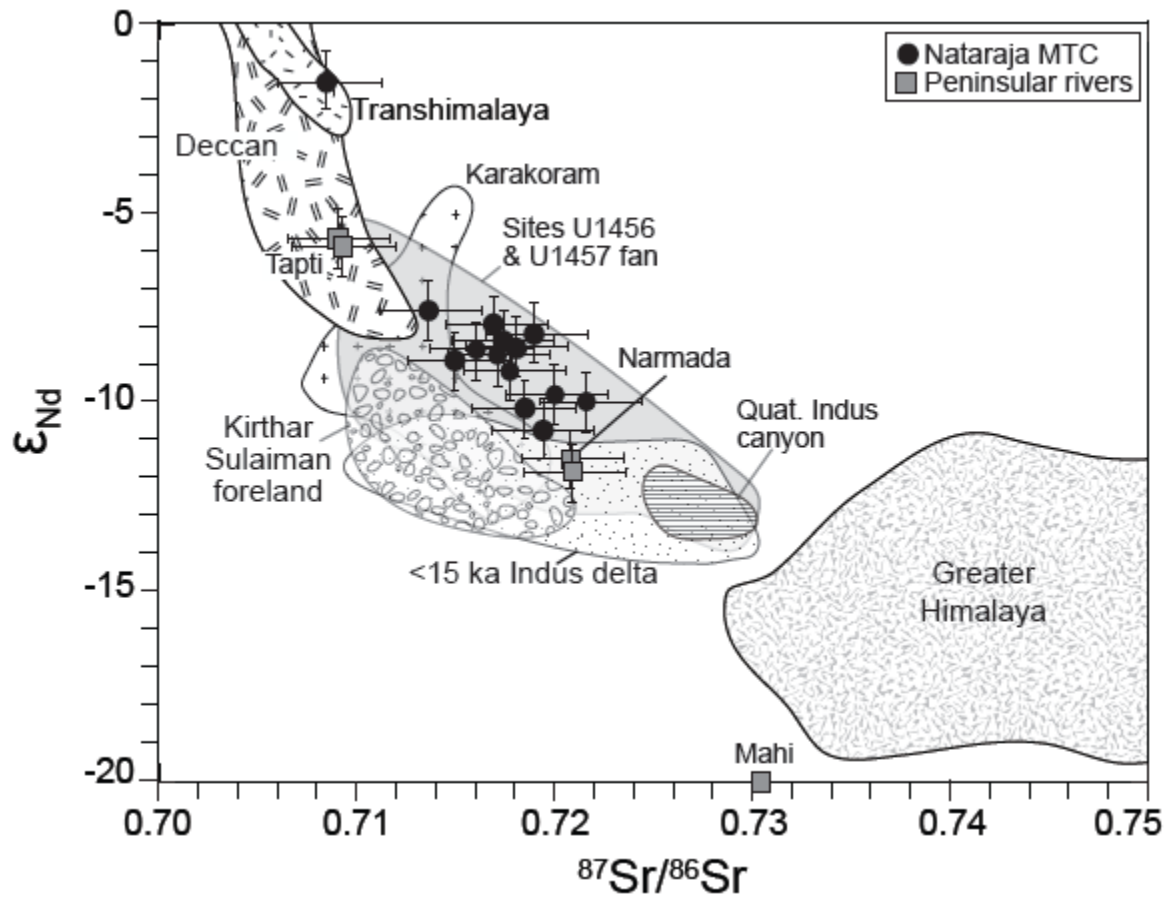 0
-5
-10
-15
-20
εNd
Nataraja MTC
Peninsular rivers
Transhimalaya
Deccan
Karakoram
Sites U1456
& U1457 fan
Tapti
Narmada
Quat. Indus
canyon
Kirthar
Sulaiman
foreland
<15 ka Indus delta
Greater
Himalaya
Mahi
0.70 0.71 0.72 0.73 0.74 0.75
⁸⁷Sr/⁸⁶Sr